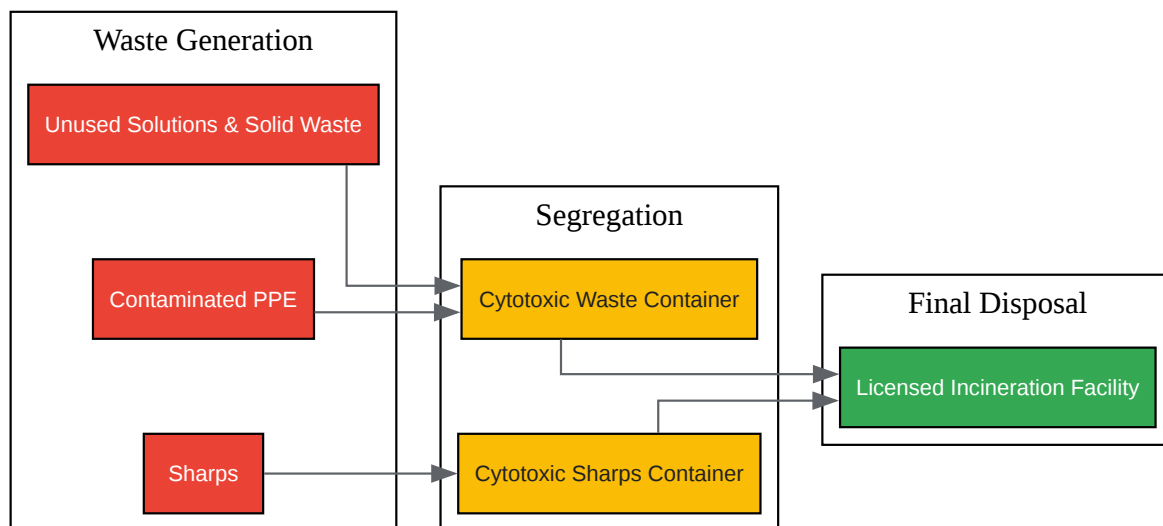 Waste Generation
Unused Solutions & Solid Waste
Contaminated PPE
Sharps
Segregation
Cytotoxic Waste Container
Cytotoxic Sharps Container
Final Disposal
Licensed Incineration Facility